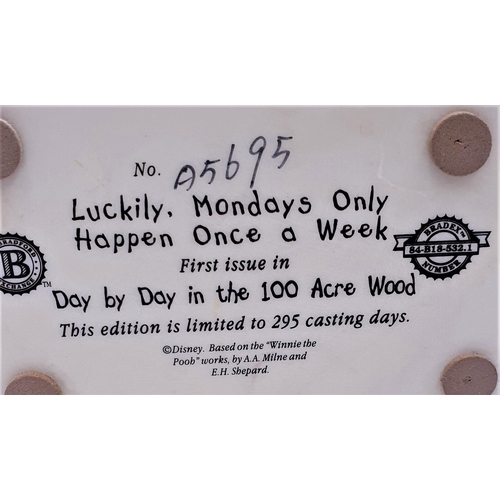 No. A5695
Luckily, Mondays Only
Happen Once a Week
BRADFORD EXCHANGE
B
TM
BRADEX
84-B18-532.1
NUMBER
First issue in
Day by Day in the 100 Acre Wood
This edition is limited to 295 casting days.
©Disney. Based on the "Winnie the
Pooh" works, by A.A. Milne and
E.H. Shepard.